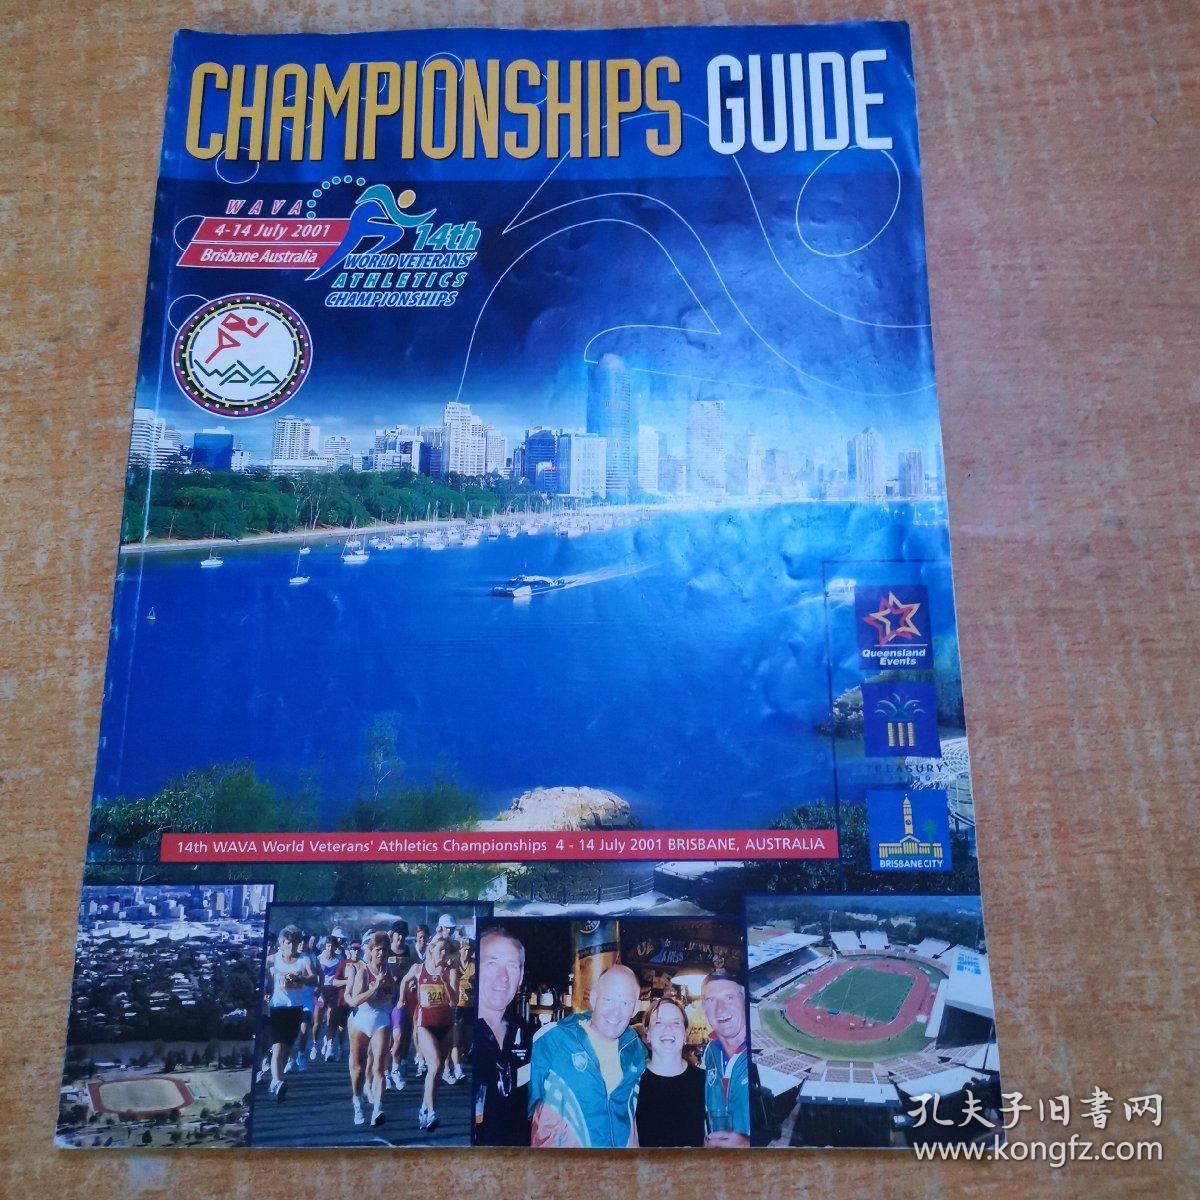 CHAMPIONSHIPS GUIDE
WAVA
4-14 July 2001
Brisbane Australia
14th
WORLD VETERANS'
ATHLETICS
CHAMPIONSHIPS
WAVA
Queensland
Events
TREASURY
BRISBANE CITY
14th WAVA World Veterans' Athletics Championships 4 - 14 July 2001 BRISBANE, AUSTRALIA
324
孔夫子旧書网
www.kongfz.com